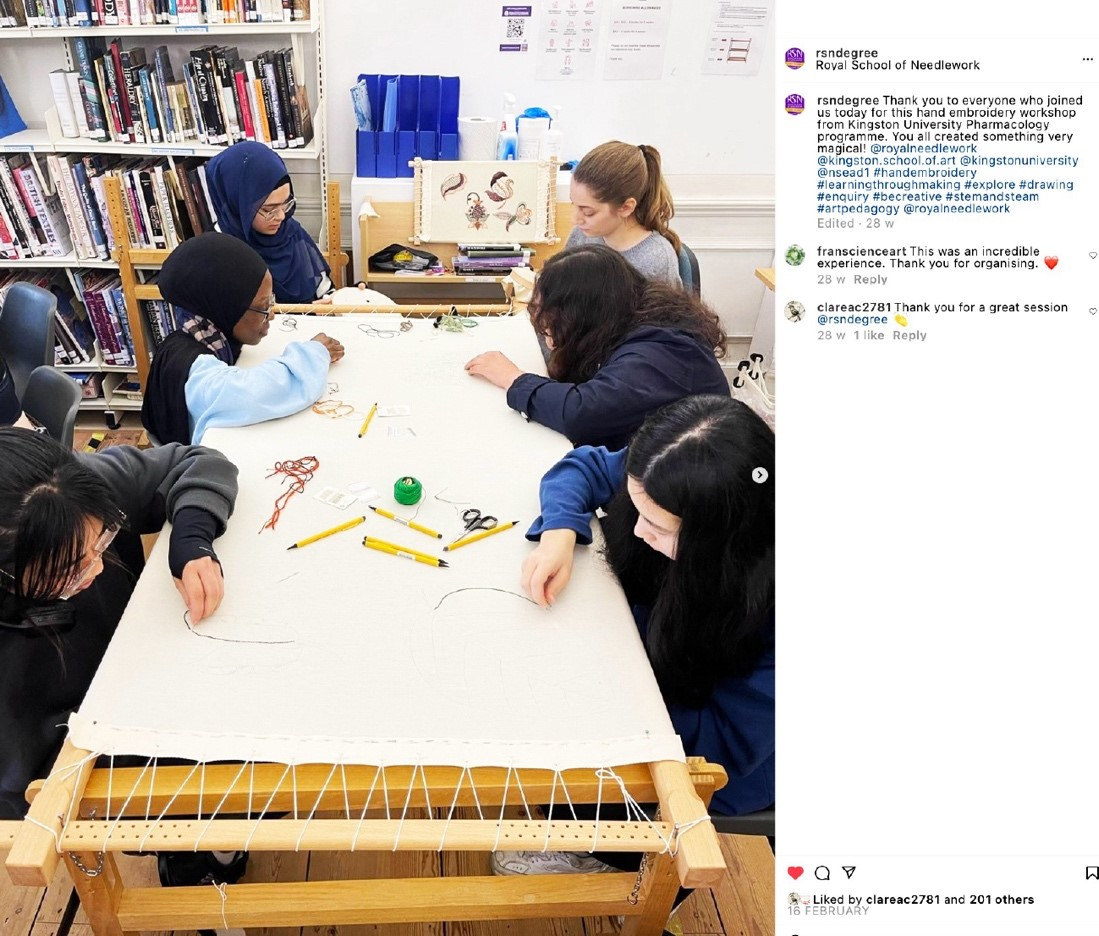 rsndegree
Royal School of Needlework
rsndegree Thank you to everyone who joined
us today for this hand embroidery workshop
from Kingston University Pharmacology
programme. You all created something very
magical! @royalneedlework
@kingston.school.of.art @kingstonuniversity
@nsead1 #handembroidery
#learningthroughmaking #explore #drawing
#enquiry #becreative #stemandsteam
#artpedagogy @royalneedlework
Edited · 28 w
franscienceart This was an incredible
experience. Thank you for organising. ❤️
28 w Reply
clareac2781 Thank you for a great session
@rsndegree 👏
28 w 1 like Reply
Liked by clareac2781 and 201 others
16 FEBRUARY
HERALDRY